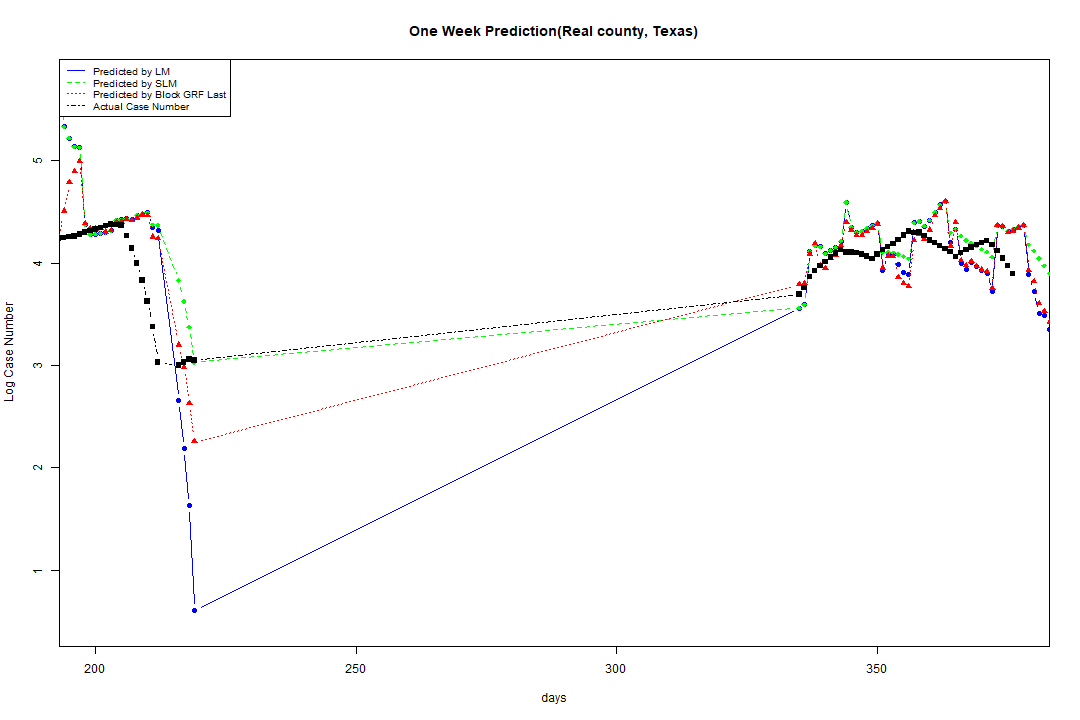 One Week Prediction(Real county, Texas)
Predicted by LM
Predicted by SLM
Predicted by Block GRF Last
Actual Case Number
5
4
3
2
1
Log Case Number
200
250
300
350
days